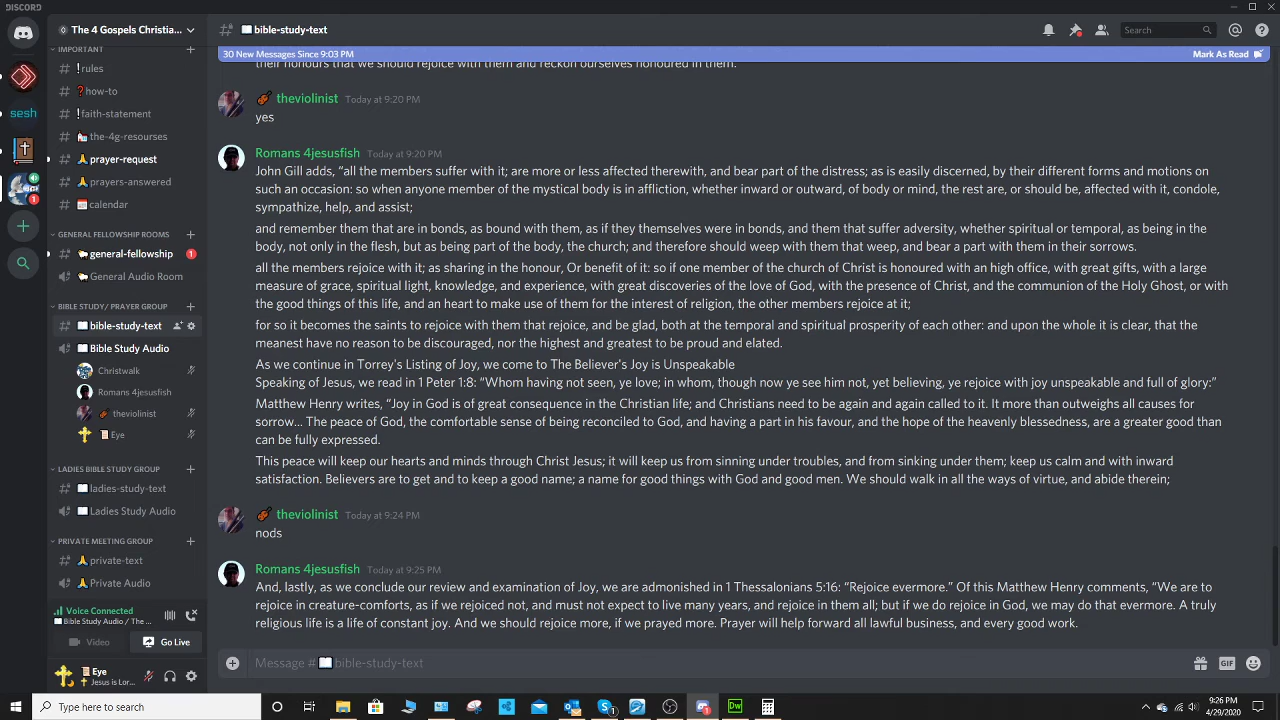 DISCORD
The 4 Gospels Christia...
IMPORTANT
!rules
how-to
!faith-statement
the-4g-resourses
prayer-request
prayers-answered
calendar
GENERAL FELLOWSHIP ROOMS
general-fellowship 1
General Audio Room
BIBLE STUDY/ PRAYER GROUP
bible-study-text
Bible Study Audio
Christwalk
Romans 4jesusfish
theviolinist
Eye
LADIES BIBLE STUDY GROUP
ladies-study-text
Ladies Study Audio
PRIVATE MEETING GROUP
private-text
Private Audio
Voice Connected
Bible Study Audio / The ...
Video Go Live
Eye
Jesus is Lor...
sesh
1
# bible-study-text
Search
30 New Messages Since 9:03 PM Mark As Read
their honours that we should rejoice with them and reckon ourselves honoured in them.
theviolinist Today at 9:20 PM
yes
Romans 4jesusfish Today at 9:20 PM
John Gill adds, “all the members suffer with it; are more or less affected therewith, and bear part of the distress; as is easily discerned, by their different forms and motions on
such an occasion: so when anyone member of the mystical body is in affliction, whether inward or outward, of body or mind, the rest are, or should be, affected with it, condole,
sympathize, help, and assist;
and remember them that are in bonds, as bound with them, as if they themselves were in bonds, and them that suffer adversity, whether spiritual or temporal, as being in the
body, not only in the flesh, but as being part of the body, the church; and therefore should weep with them that weep, and bear a part with them in their sorrows.
all the members rejoice with it; as sharing in the honour, Or benefit of it: so if one member of the church of Christ is honoured with an high office, with great gifts, with a large
measure of grace, spiritual light, knowledge, and experience, with great discoveries of the love of God, with the presence of Christ, and the communion of the Holy Ghost, or with
the good things of this life, and an heart to make use of them for the interest of religion, the other members rejoice at it;
for so it becomes the saints to rejoice with them that rejoice, and be glad, both at the temporal and spiritual prosperity of each other: and upon the whole it is clear, that the
meanest have no reason to be discouraged, nor the highest and greatest to be proud and elated.
As we continue in Torrey's Listing of Joy, we come to The Believer's Joy is Unspeakable
Speaking of Jesus, we read in 1 Peter 1:8: “Whom having not seen, ye love; in whom, though now ye see him not, yet believing, ye rejoice with joy unspeakable and full of glory:”
Matthew Henry writes, “Joy in God is of great consequence in the Christian life; and Christians need to be again and again called to it. It more than outweighs all causes for
sorrow... The peace of God, the comfortable sense of being reconciled to God, and having a part in his favour, and the hope of the heavenly blessedness, are a greater good than
can be fully expressed.
This peace will keep our hearts and minds through Christ Jesus; it will keep us from sinning under troubles, and from sinking under them; keep us calm and with inward
satisfaction. Believers are to get and to keep a good name; a name for good things with God and good men. We should walk in all the ways of virtue, and abide therein;
theviolinist Today at 9:24 PM
nods
Romans 4jesusfish Today at 9:25 PM
And, lastly, as we conclude our review and examination of Joy, we are admonished in 1 Thessalonians 5:16: “Rejoice evermore.” Of this Matthew Henry comments, “We are to
rejoice in creature-comforts, as if we rejoiced not, and must not expect to live many years, and rejoice in them all; but if we do rejoice in God, we may do that evermore. A truly
religious life is a life of constant joy. And we should rejoice more, if we prayed more. Prayer will help forward all lawful business, and every good work.
Message # bible-study-text
GIF
Type here to search
Dw
9:26 PM
4/29/2020